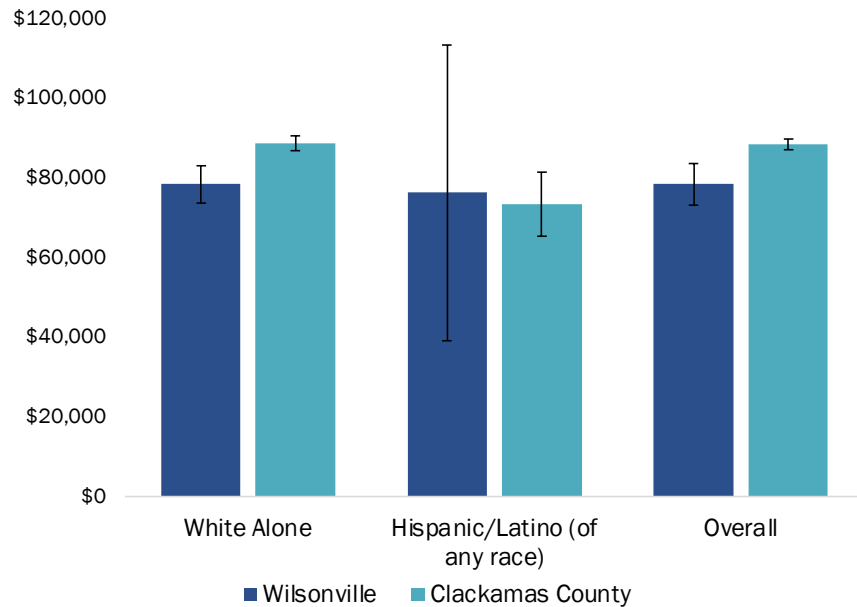 $120,000
$100,000
$80,000
$60,000
$40,000
$20,000
$0
White Alone
Hispanic/Latino (of
any race)
Overall
Wilsonville
Clackamas County